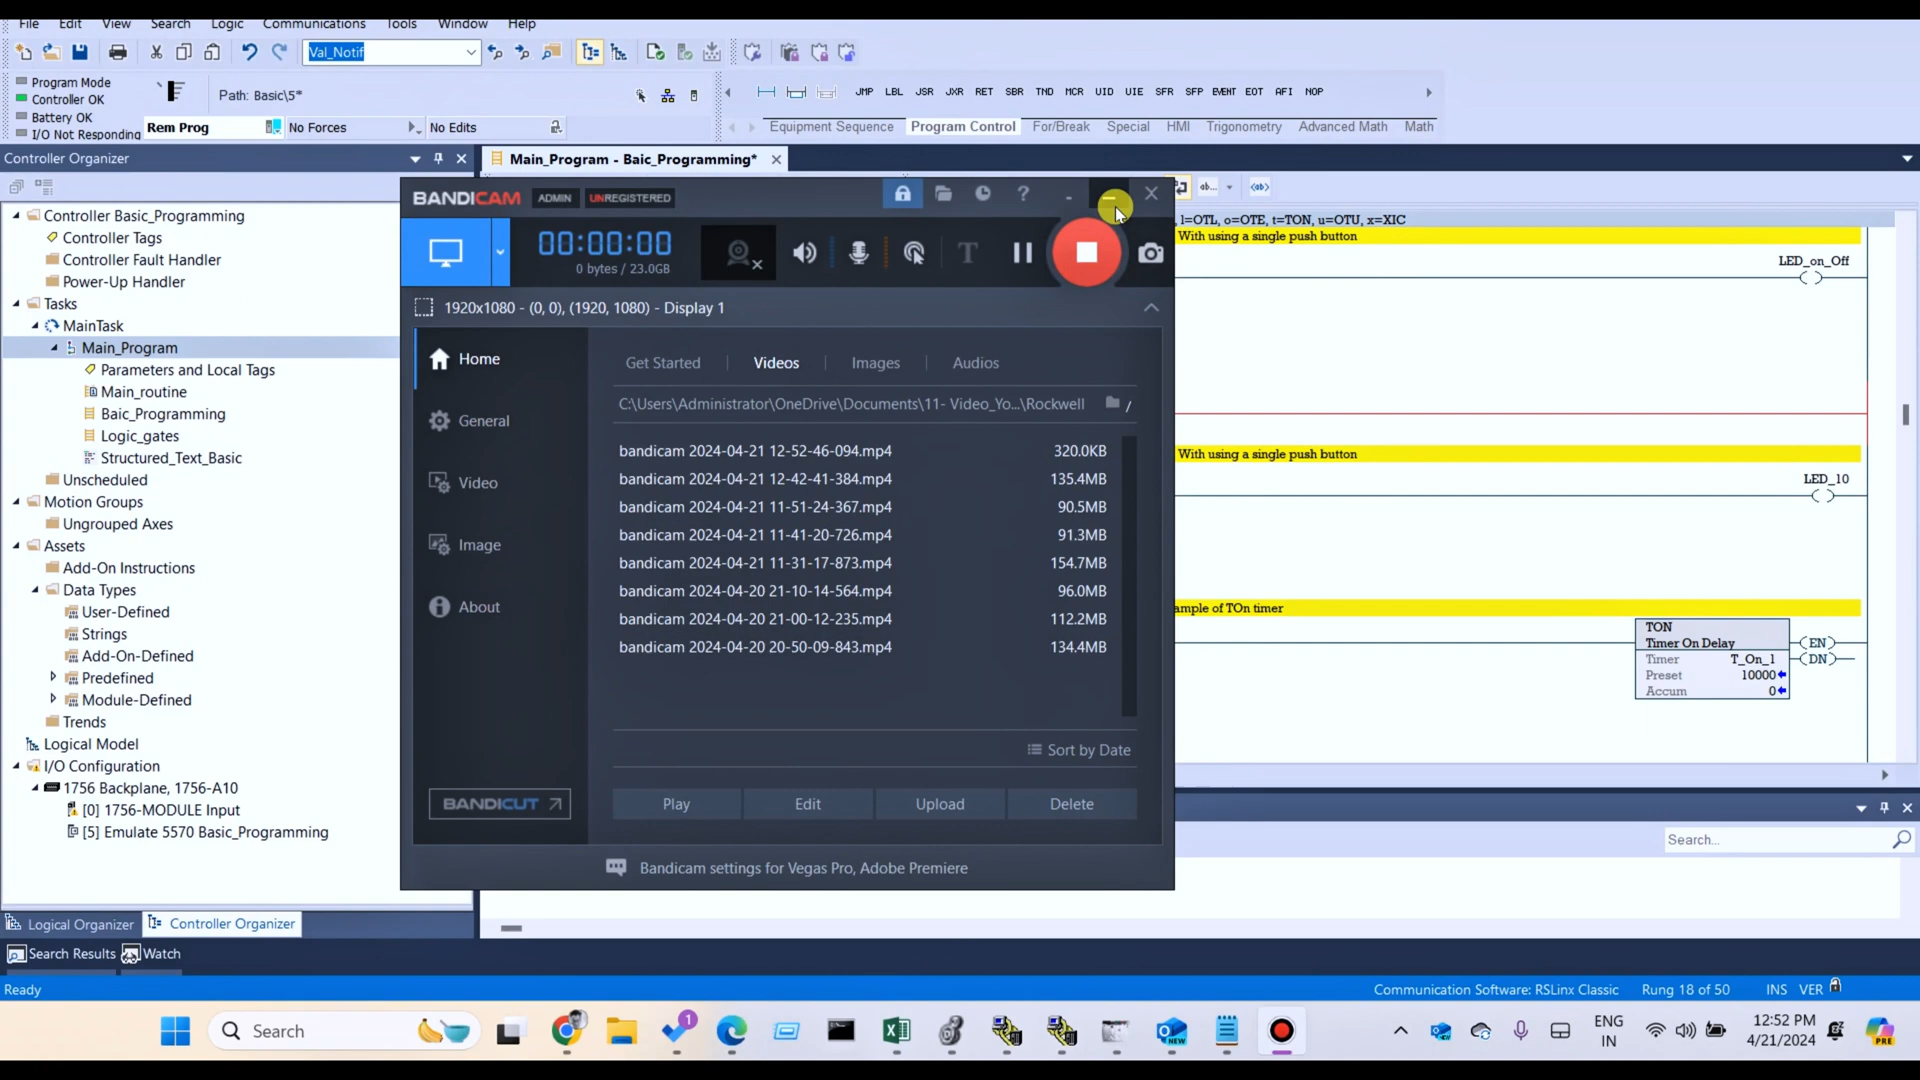 File Edit View Search Logic Communications Tools Window Help
Val_Notif
Program Mode
Controller OK
Battery OK
I/O Not Responding
Path: Basic\5*
Rem Prog No Forces No Edits
JMP LBL JSR JXR RET SBR TND MCR UID UIE SFR SFP EVENT EOT AFI NOP
Equipment Sequence Program Control For/Break Special HMI Trigonometry Advanced Math Math
Controller Organizer
Main_Program - Baic_Programming*
Controller Basic_Programming
Controller Tags
Controller Fault Handler
Power-Up Handler
Tasks
MainTask
Main_Program
Parameters and Local Tags
Main_routine
Baic_Programming
Logic_gates
Structured_Text_Basic
Unscheduled
Motion Groups
Ungrouped Axes
Assets
Add-On Instructions
Data Types
User-Defined
Strings
Add-On-Defined
Predefined
Module-Defined
Trends
Logical Model
I/O Configuration
1756 Backplane, 1756-A10
[0] 1756-MODULE Input
[5] Emulate 5570 Basic_Programming
Logical Organizer Controller Organizer
BANDICAM ADMIN UNREGISTERED
?
00:00:00
0 bytes / 23.0GB
T
1920x1080 - (0, 0), (1920, 1080) - Display 1
Home
General
Video
Image
About
BANDICUT
Get Started Videos Images Audios
C:\Users\Administrator\OneDrive\Documents\11- Video_Yo...\Rockwell /
bandicam 2024-04-21 12-52-46-094.mp4 320.0KB
bandicam 2024-04-21 12-42-41-384.mp4 135.4MB
bandicam 2024-04-21 11-51-24-367.mp4 90.5MB
bandicam 2024-04-21 11-41-20-726.mp4 91.3MB
bandicam 2024-04-21 11-31-17-873.mp4 154.7MB
bandicam 2024-04-20 21-10-14-564.mp4 96.0MB
bandicam 2024-04-20 21-00-12-235.mp4 112.2MB
bandicam 2024-04-20 20-50-09-843.mp4 134.4MB
Sort by Date
Play Edit Upload Delete
Bandicam settings for Vegas Pro, Adobe Premiere
ab...
<ab>
, l=OTL, o=OTE, t=TON, u=OTU, x=XIC
With using a single push button
LED_on_Off
With using a single push button
LED_10
ample of TOn timer
TON
Timer On Delay
Timer T_On_1
Preset 10000
Accum 0
EN
DN
Search...
Search Results Watch
Ready
Communication Software: RSLinx Classic Rung 18 of 50 INS VER
Search
1
NEW
ENG
IN
12:52 PM
4/21/2024
PRE